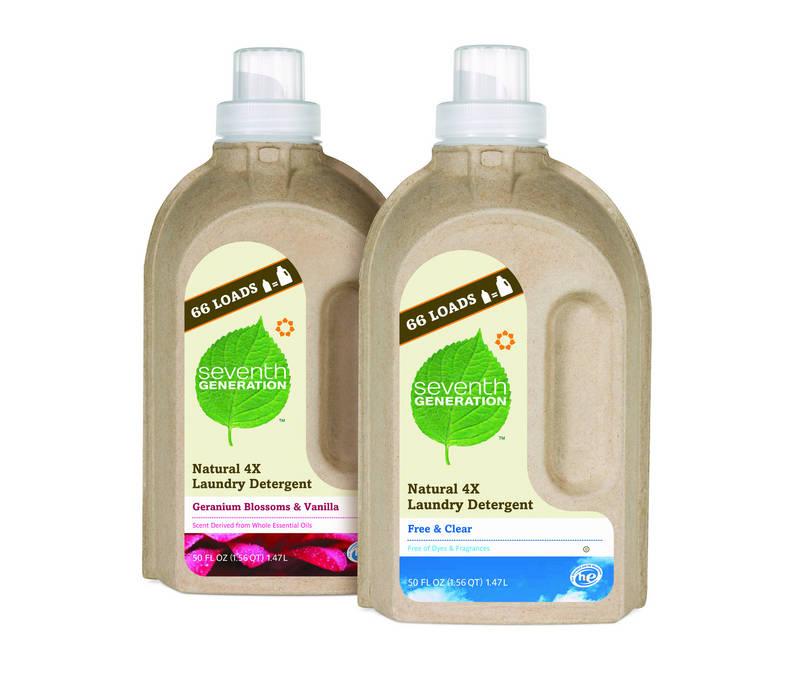 66 LOADS
seventh
GENERATION
TM
Natural 4X
Laundry Detergent
Geranium Blossoms & Vanilla
Scent Derived from Whole Essential Oils
50 FL OZ (1.56 QT) 1.47L
66 LOADS
seventh
GENERATION
TM
Natural 4X
Laundry Detergent
Free & Clear
Free of Dyes & Fragrances
50 FL OZ (1.56 QT) 1.47L
he